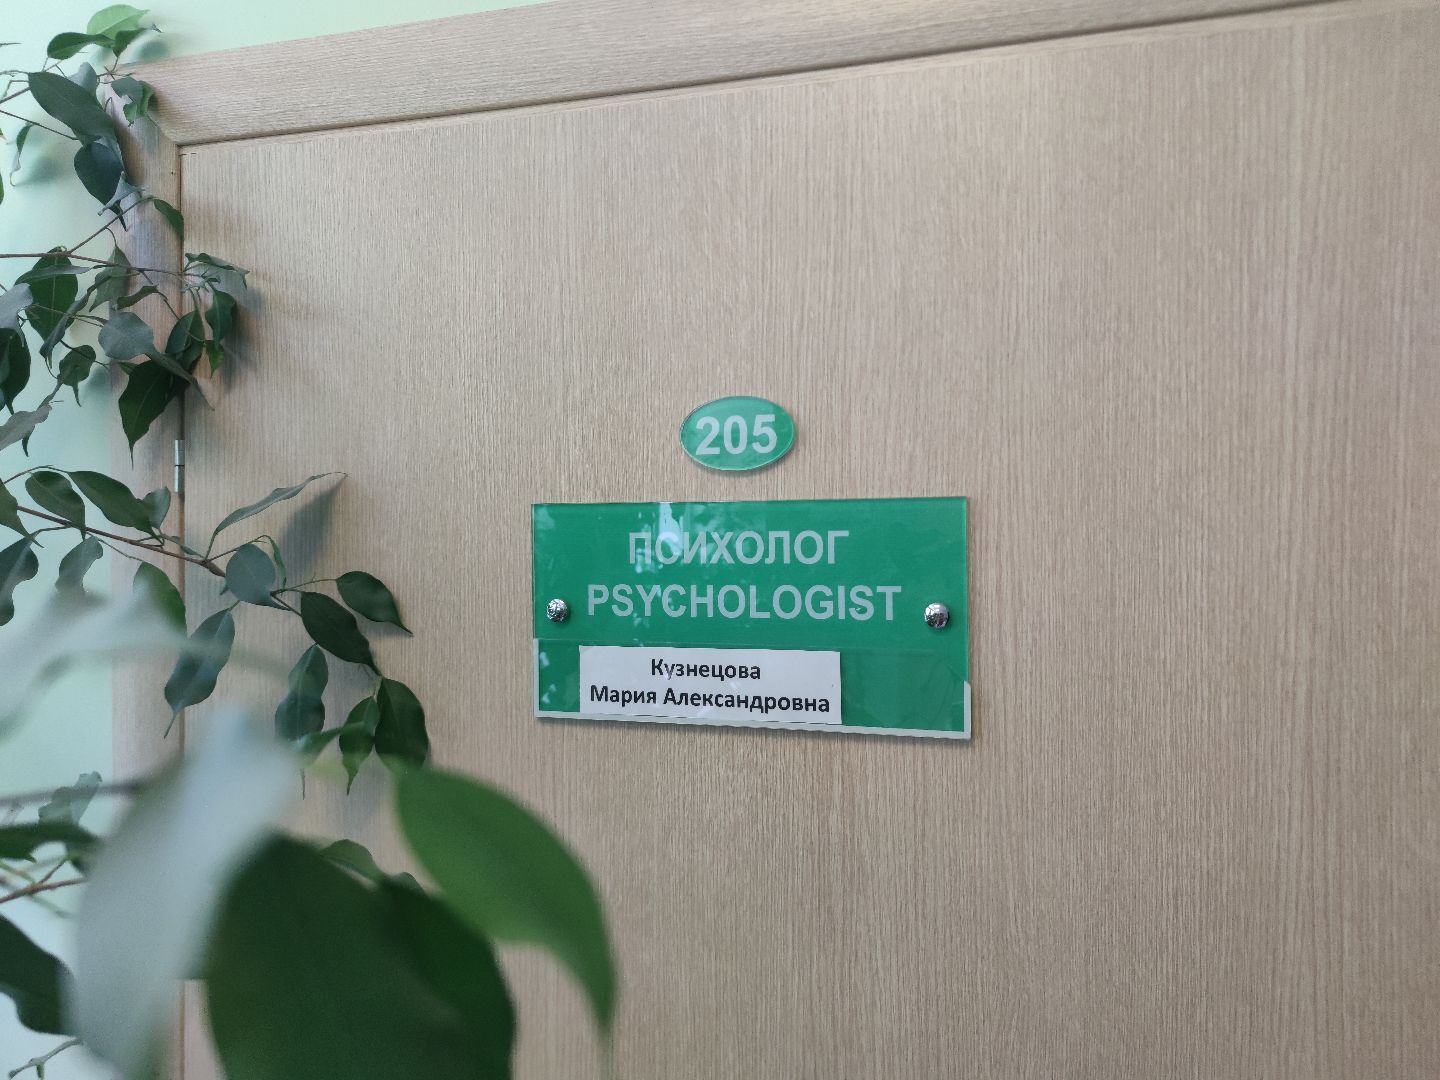 205
ПСИХОЛОГ
PSYCHOLOGIST
Кузнецова
Мария Александровна